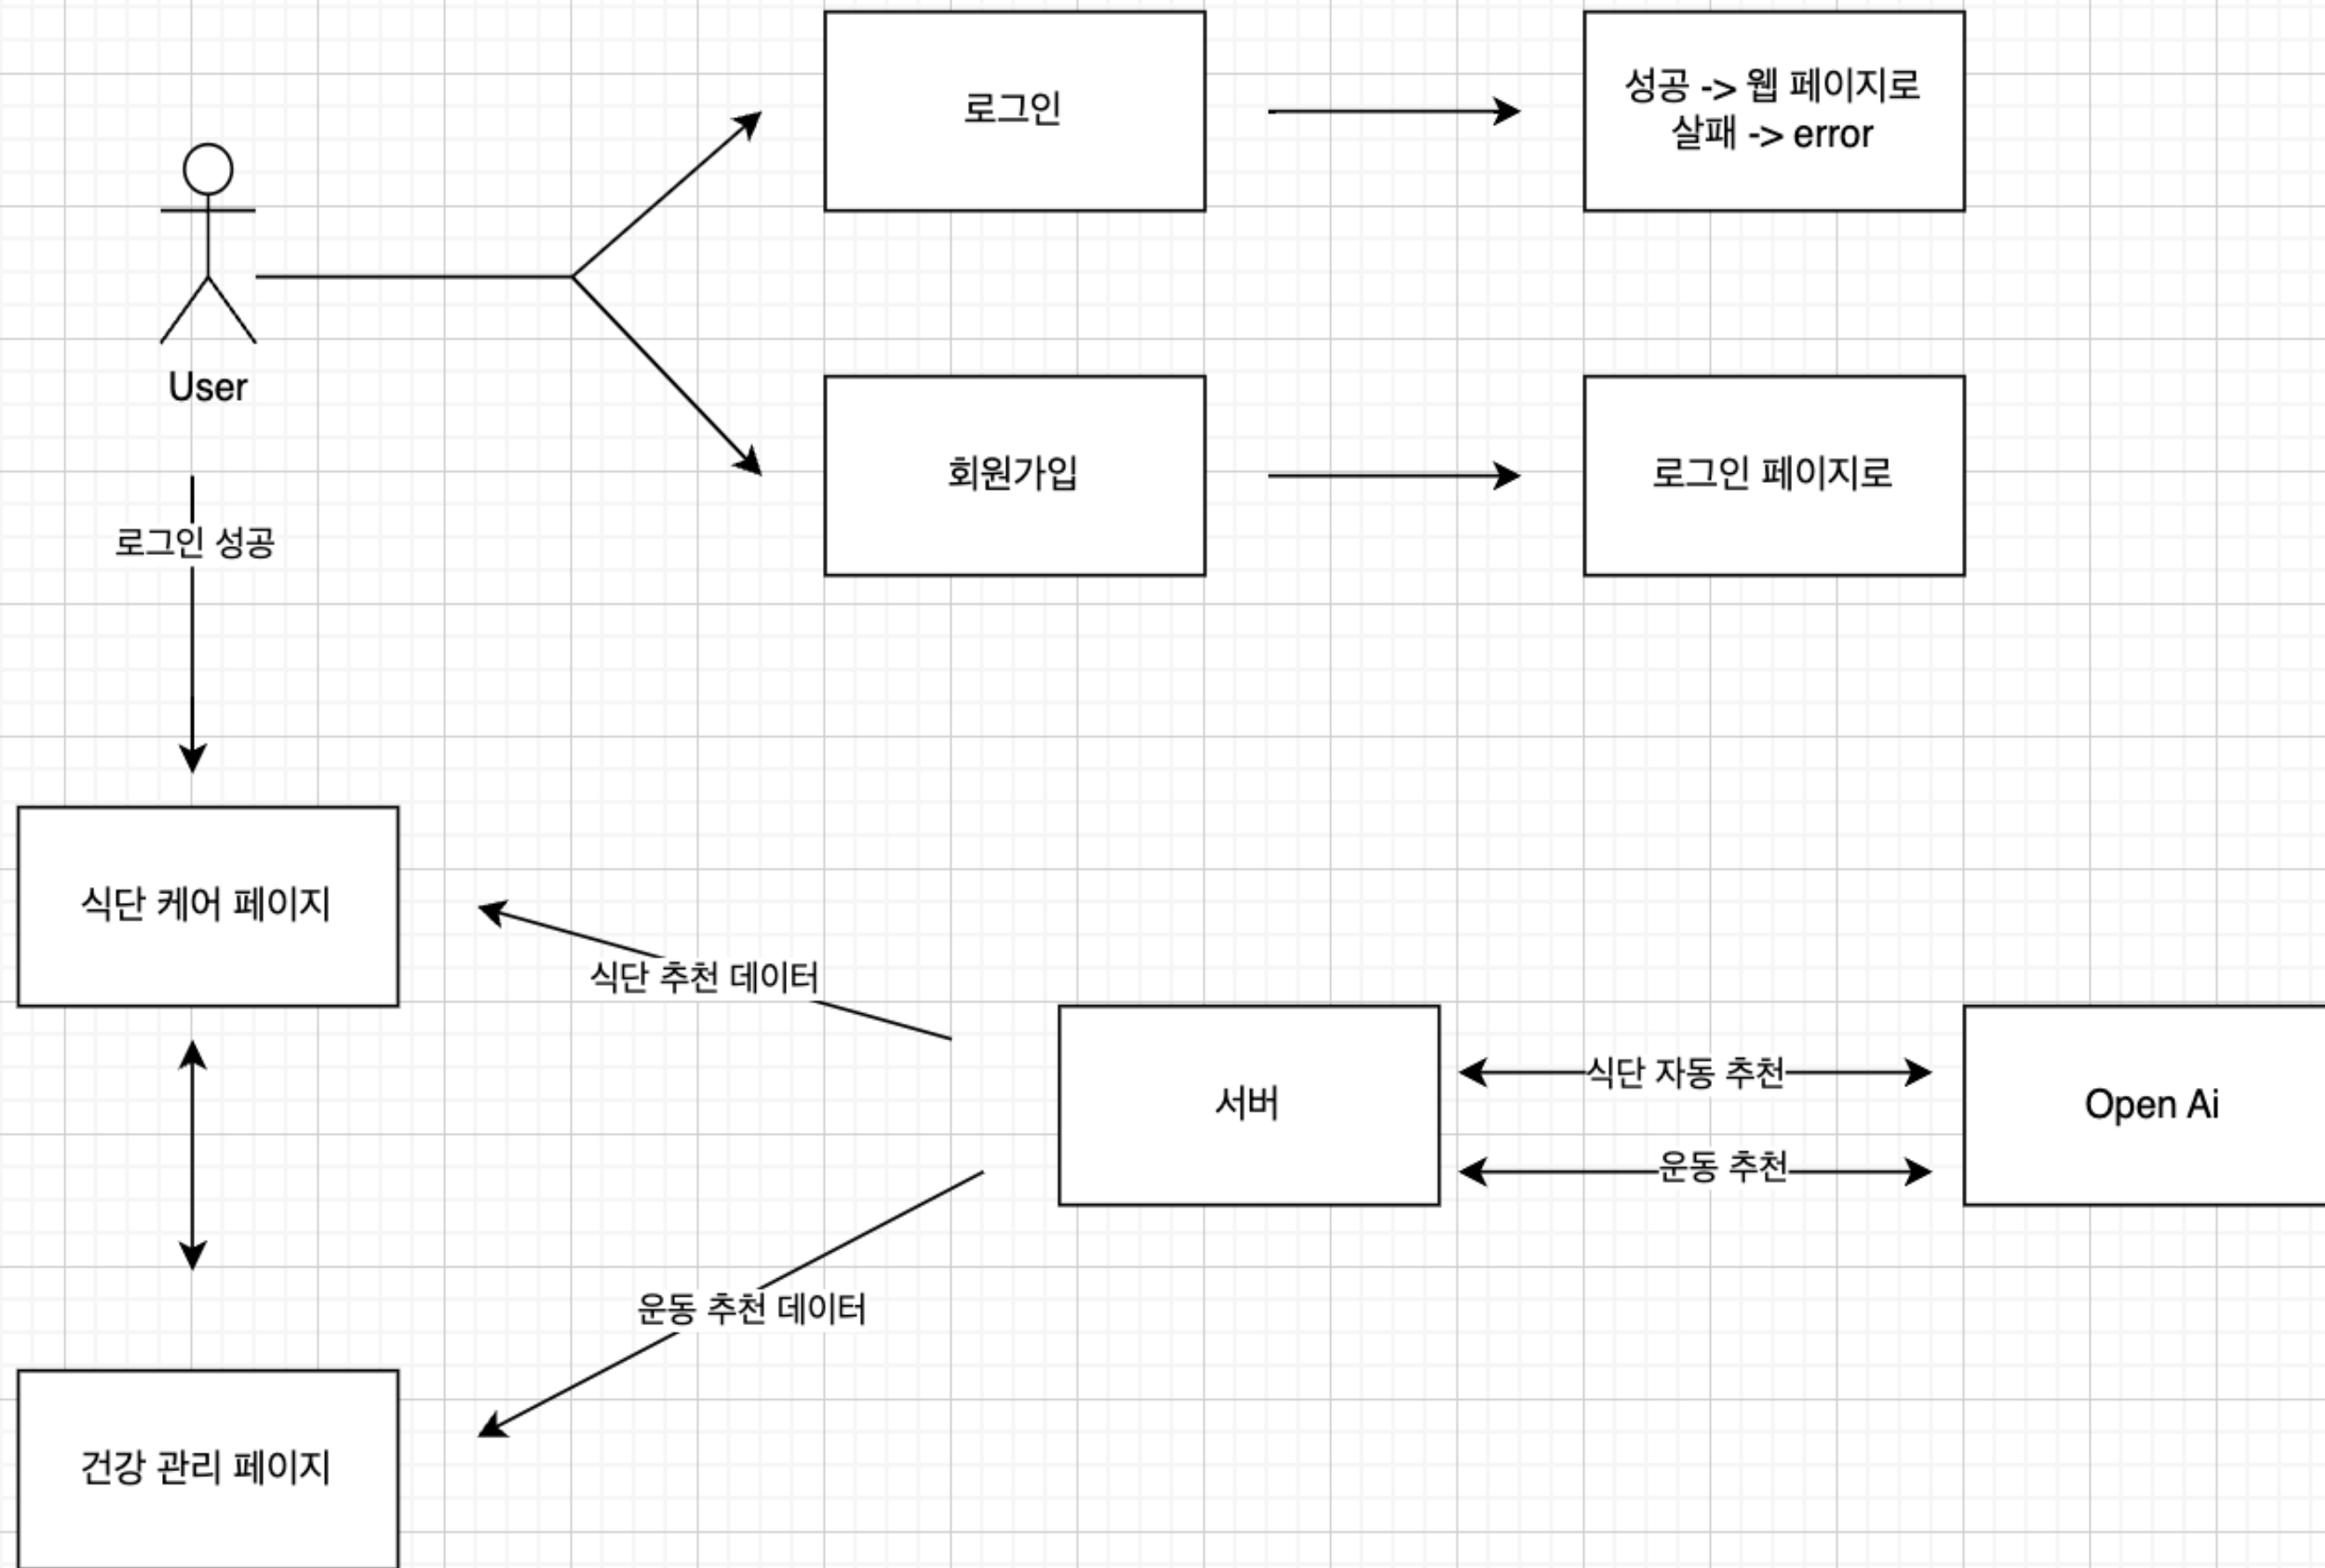 로그인
성공 -> 웹 페이지로
살패 -> error
User
회원가입
로그인 페이지로
로그인 성공
식단 케어 페이지
식단 추천 데이터
서버
식단 자동 추천
운동 추천
Open Ai
운동 추천 데이터
건강 관리 페이지